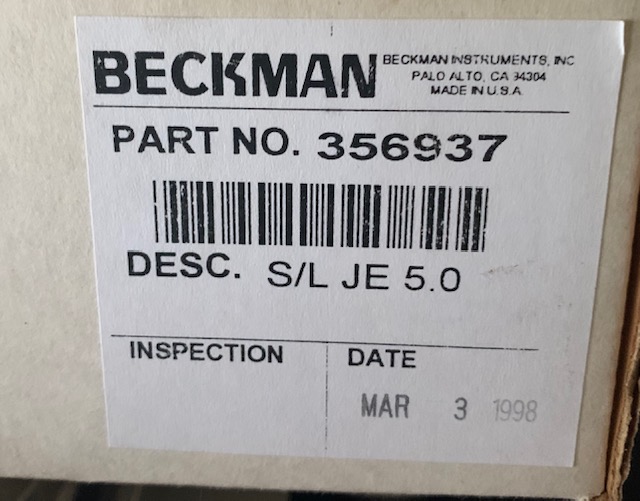 BECKMAN
BECKMAN INSTRUMENTS, INC
PALO ALTO, CA 94304
MADE IN U.S.A.
PART NO. 356937
DESC. S/L JE 5.0
INSPECTION
DATE
MAR 3 1998